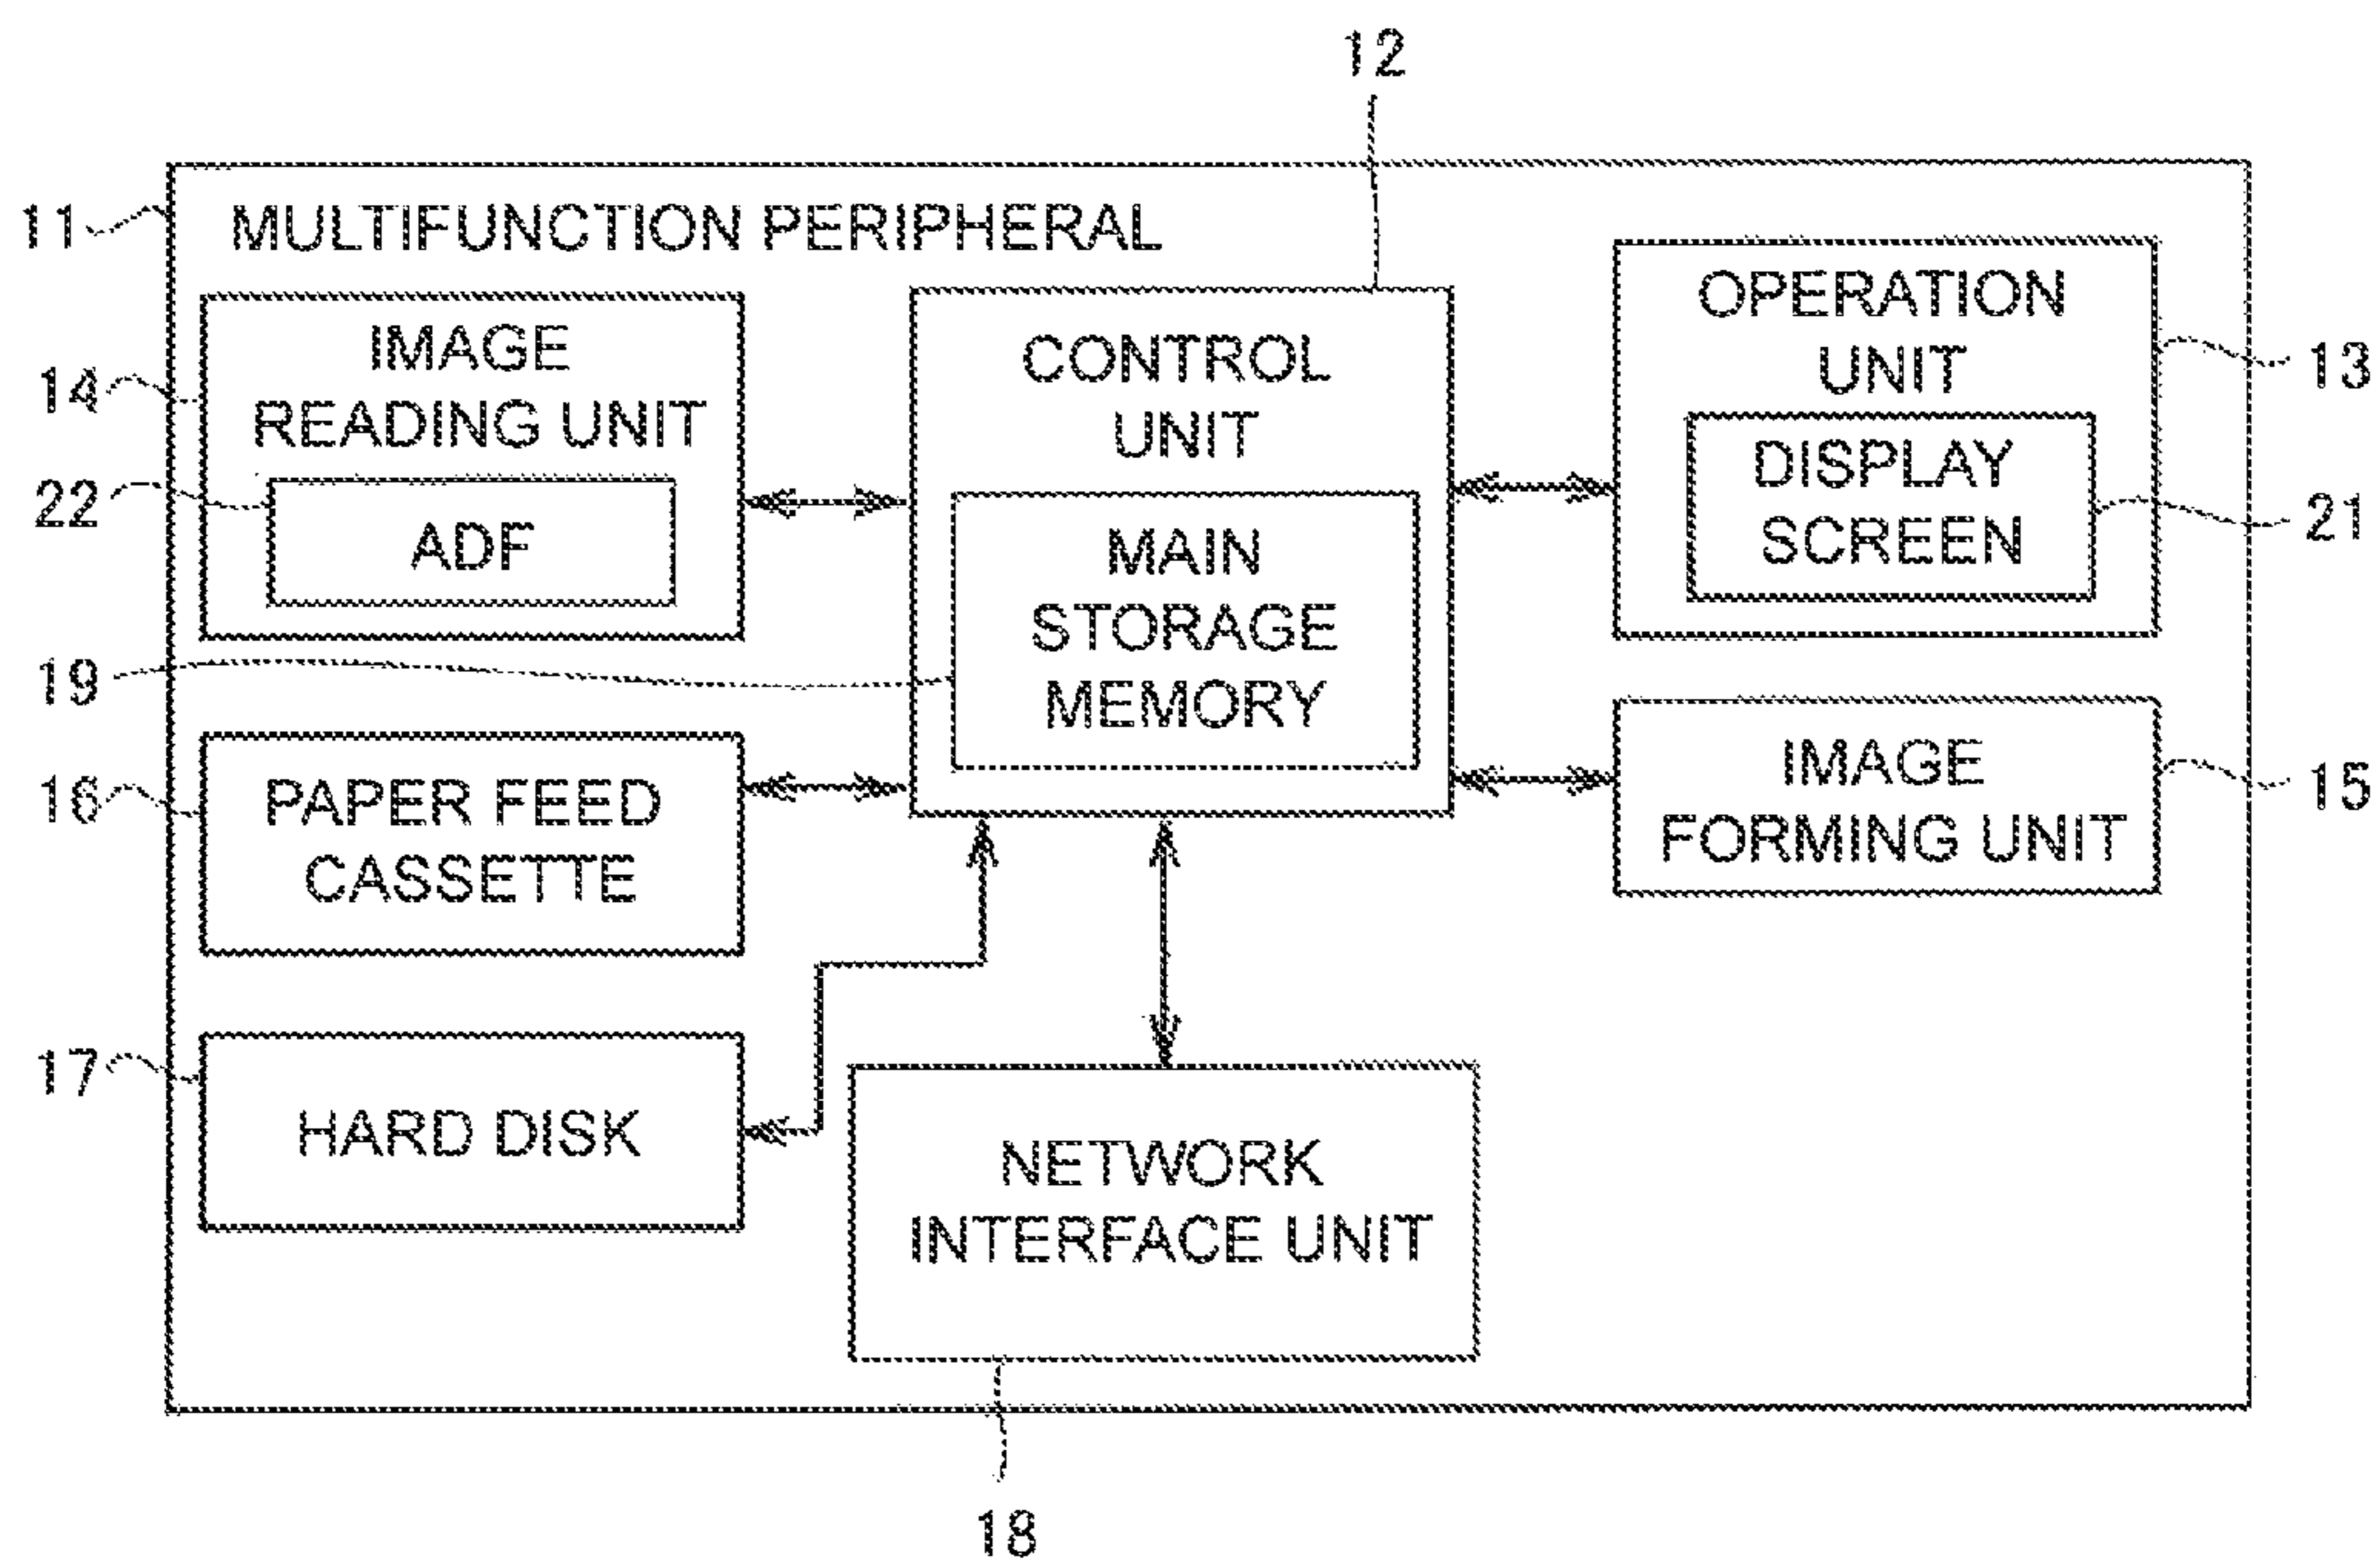 12
11
MULTIFUNCTION PERIPHERAL
14
IMAGE
READING UNIT
22
ADF
CONTROL
UNIT
19
MAIN
STORAGE
MEMORY
OPERATION
UNIT
13
DISPLAY
SCREEN
21
16
PAPER FEED
CASSETTE
IMAGE
FORMING UNIT
15
17
HARD DISK
NETWORK
INTERFACE UNIT
18